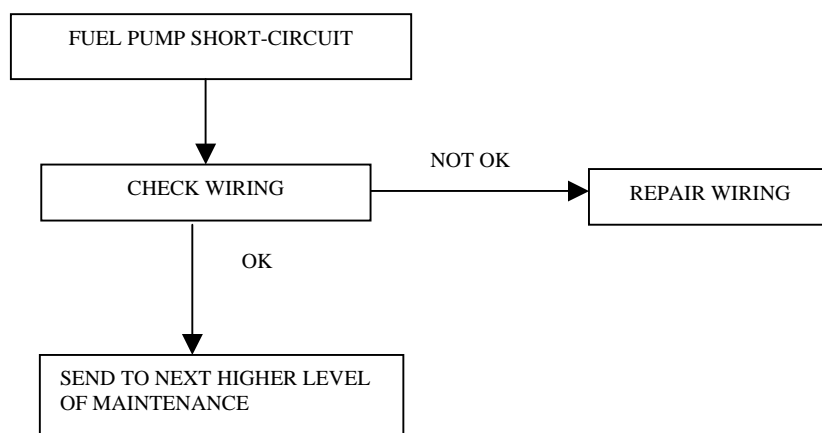 FUEL PUMP SHORT-CIRCUIT
NOT OK
CHECK WIRING
REPAIR WIRING
OK
SEND TO NEXT HIGHER LEVEL
OF MAINTENANCE